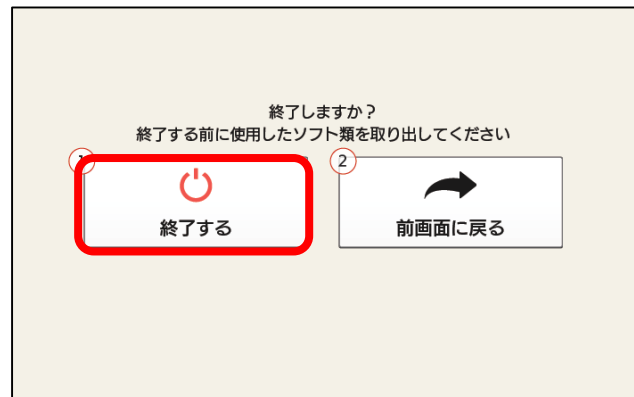 終了しますか？
終了する前に使用したソフト類を取り出してください
②
終了する
前画面に戻る